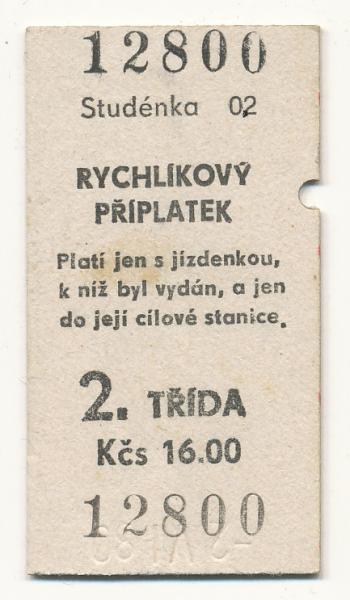 12800
Studénka 02
RYCHLÍKOVÝ
PŘÍPLATEK
Platí jen s jízdenkou,
k níž byl vydán, a jen
do její cílové stanice.
2. TŘÍDA
Kčs 16.00
12800